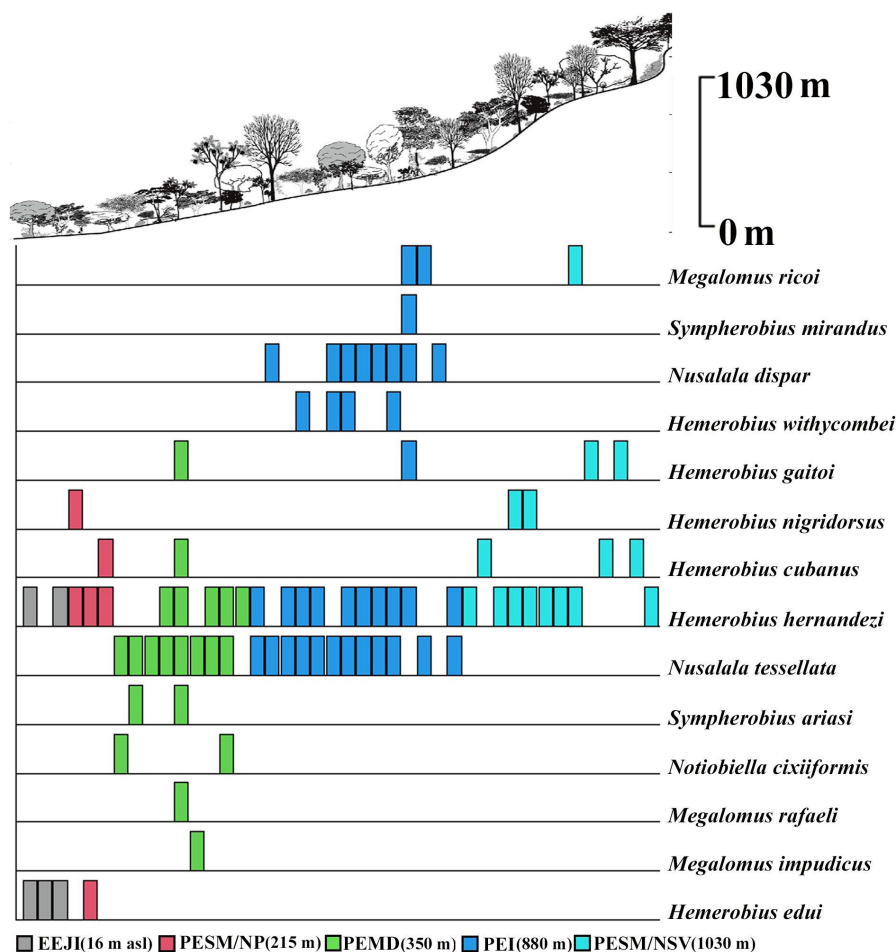 1030 m
0 m
Megalomus ricoi
Sympherobius mirandus
Nusalala dispar
Hemerobius withycombei
Hemerobius gaitoi
Hemerobius nigridorsus
Hemerobius cubanus
Hemerobius hernandezi
Nusalala tessellata
Sympherobius ariasi
Notiobiella cixiiformis
Megalomus rafaeli
Megalomus impudicus
Hemerobius edui
EEJI(16 m asl) PESM/NP(215 m) PEMD(350 m) PEI(880 m) PESM/NSV(1030 m)